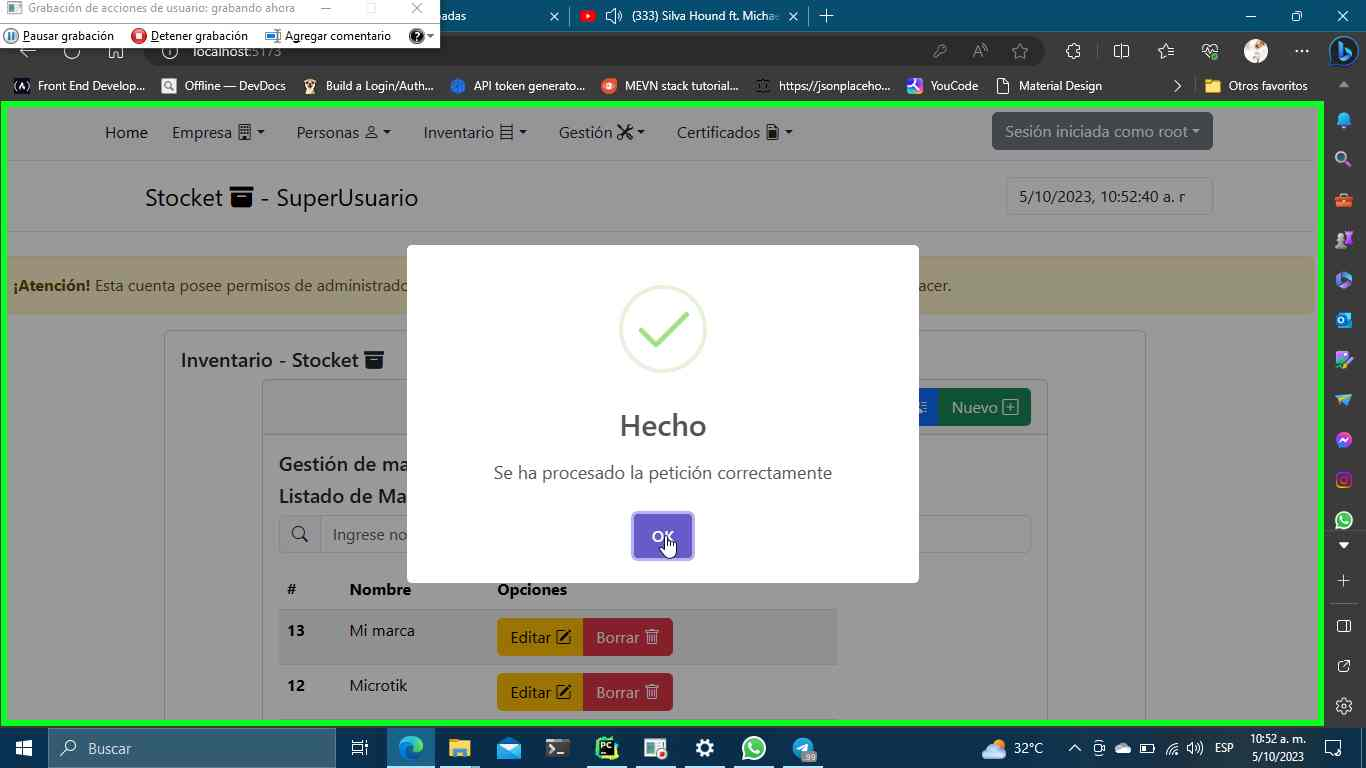 Grabación de acciones de usuario: grabando ahora
adas
(333) Silva Hound ft. Michae
Pausar grabación
Detener grabación
Agregar comentario
localhost:5173
Front End Develop...
Offline — DevDocs
Build a Login/Auth...
API token generato...
MEVN stack tutorial...
https://jsonplaceho...
YouCode
Material Design
Otros favoritos
Home
Empresa
Personas
Inventario
Gestión
Certificados
Sesión iniciada como root
Stocket - SuperUsuario
5/10/2023, 10:52:40 a. r
¡Atención! Esta cuenta posee permisos de administrado
acer.
Inventario - Stocket
Nuevo
Hecho
Se ha procesado la petición correctamente
OK
Gestión de ma
Listado de Ma
Ingrese no
# Nombre Opciones
13 Mi marca Editar Borrar
12 Microtik Editar Borrar
Buscar
99
32°C
ESP
10:52 a. m.
5/10/2023